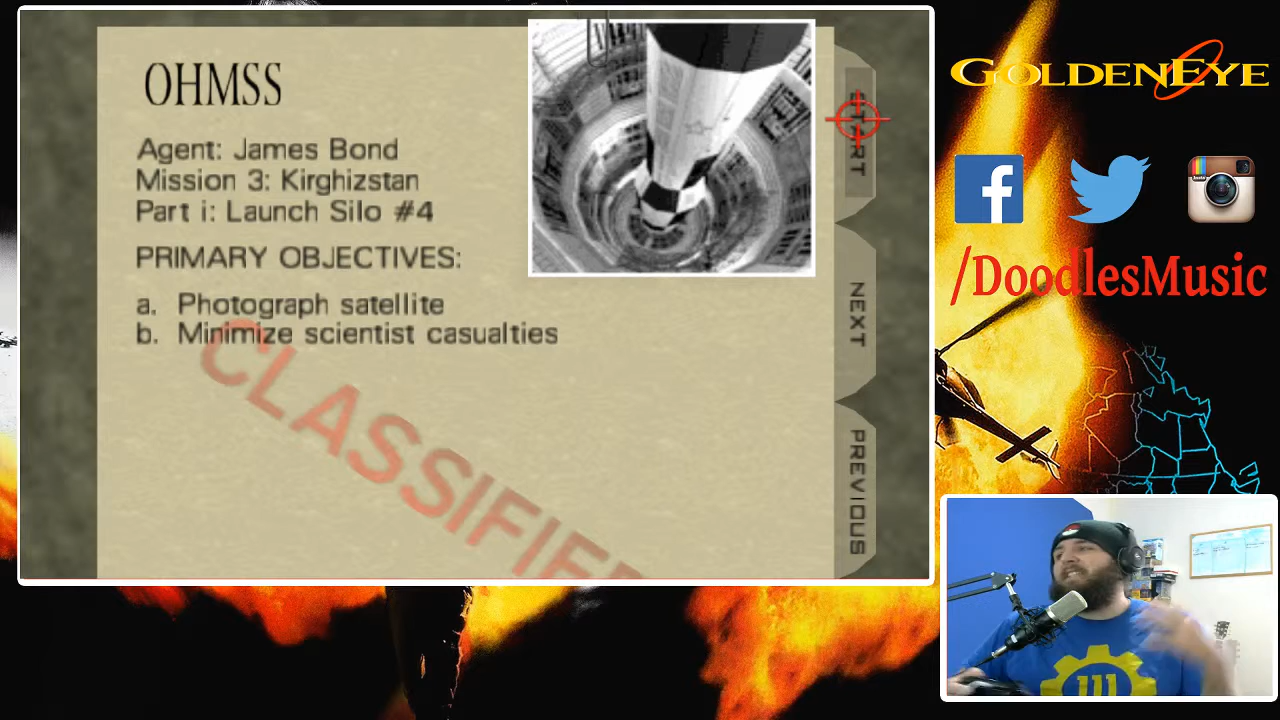 OHMSS
Agent: James Bond
Mission 3: Kirghizstan
Part i: Launch Silo #4
PRIMARY OBJECTIVES:
a. Photograph satellite
b. Minimize scientist casualties
CLASSIFIED
START
NEXT
PREVIOUS
GOLDENEYE
/DoodlesMusic